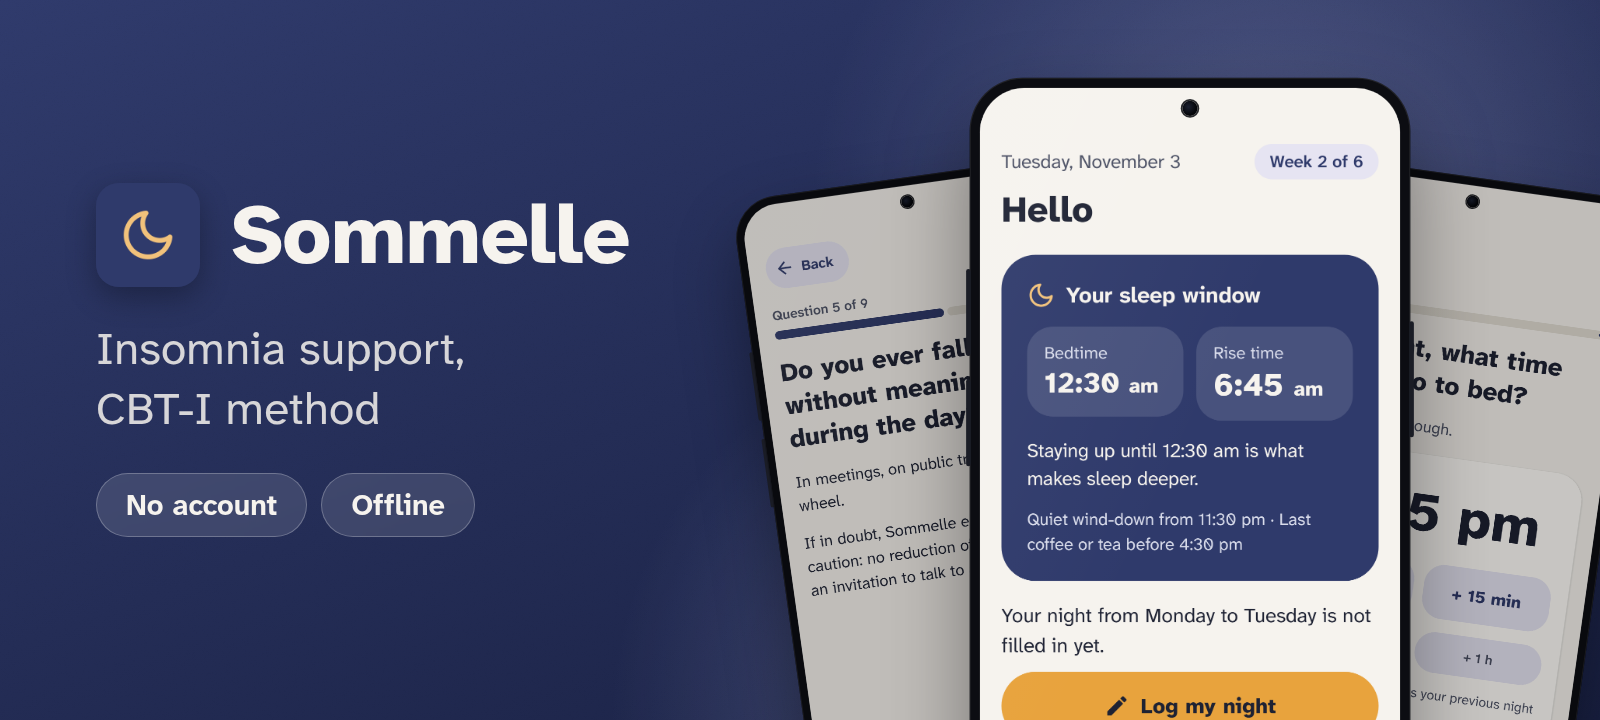 Sommelle
Insomnia support,
CBT-I method
No account
Offline
Back
Question 5 of 9
Do you ever fall
without meanin
during the day
In meetings, on public tr
wheel.
If in doubt, Sommelle e
caution: no reduction o
an invitation to talk to
Tuesday, November 3
Week 2 of 6
Hello
Your sleep window
Bedtime
12:30 am
Rise time
6:45 am
Staying up until 12:30 am is what
makes sleep deeper.
Quiet wind-down from 11:30 pm · Last
coffee or tea before 4:30 pm
Your night from Monday to Tuesday is not
filled in yet.
Log my night
t, what time
o to bed?
ough.
5 pm
+ 15 min
+ 1 h
s your previous night